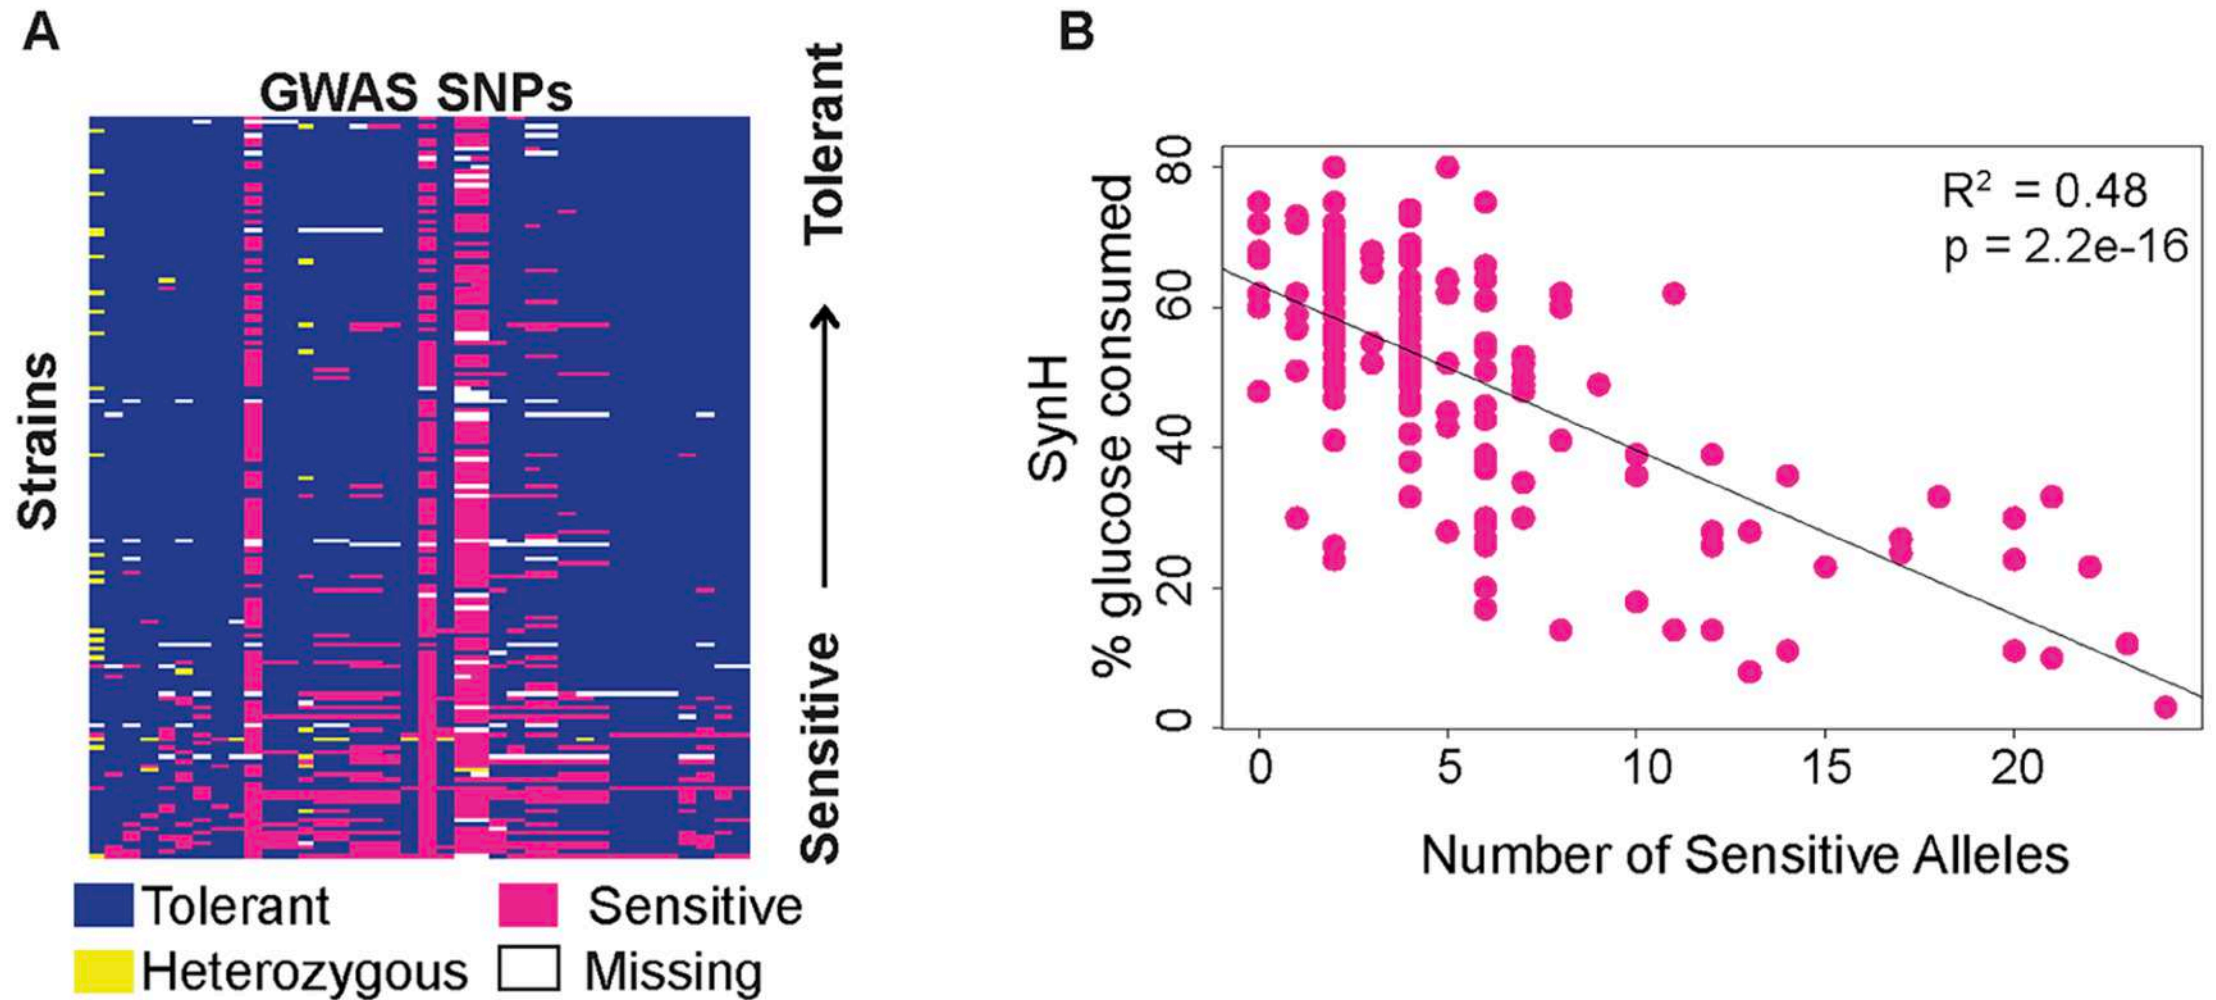 A
GWAS SNPs
Strains
Tolerant
Sensitive
Tolerant
Sensitive
Heterozygous
Missing
B
SynH
% glucose consumed
80
60
40
20
0
R² = 0.48
p = 2.2e-16
0 5 10 15 20
Number of Sensitive Alleles